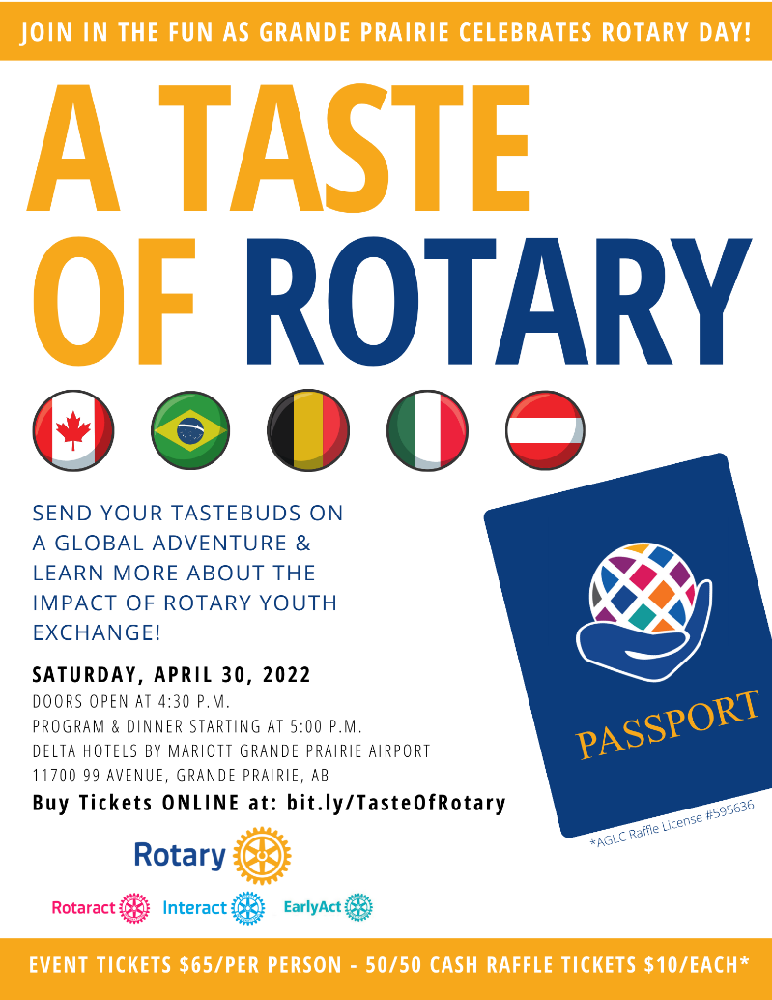 JOIN IN THE FUN AS GRANDE PRAIRIE CELEBRATES ROTARY DAY!
A TASTE
OF ROTARY
SEND YOUR TASTEBUDS ON
A GLOBAL ADVENTURE &
LEARN MORE ABOUT THE
IMPACT OF ROTARY YOUTH
EXCHANGE!
SATURDAY, APRIL 30, 2022
DOORS OPEN AT 4:30 P.M.
PROGRAM & DINNER STARTING AT 5:00 P.M.
DELTA HOTELS BY MARIOTT GRANDE PRAIRIE AIRPORT
11700 99 AVENUE, GRANDE PRAIRIE, AB
Buy Tickets ONLINE at: bit.ly/TasteOfRotary
PASSPORT
*AGLC Raffle License #595636
Rotary
Rotaract Interact EarlyAct
EVENT TICKETS $65/PER PERSON - 50/50 CASH RAFFLE TICKETS $10/EACH*